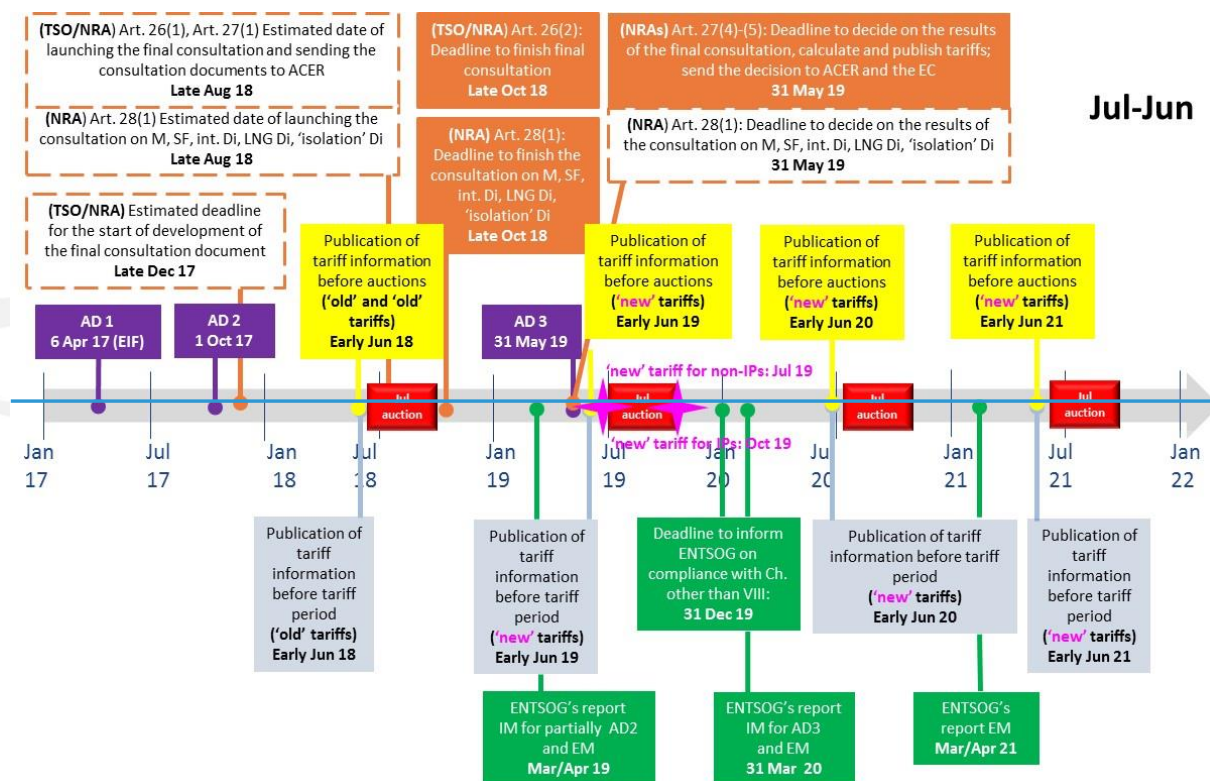 (TSO/NRA) Art. 26(1), Art. 27(1) Estimated date of
launching the final consultation and sending the
consultation documents to ACER
Late Aug 18
(NRA) Art. 28(1) Estimated date of launching the
consultation on M, SF, int. Di, LNG Di, ‘isolation’ Di
Late Aug 18
(TSO/NRA) Estimated deadline
for the start of development of
the final consultation document
Late Dec 17
(TSO/NRA) Art. 26(2):
Deadline to finish final
consultation
Late Oct 18
(NRA) Art. 28(1):
Deadline to finish the
consultation on M, SF,
int. Di, LNG Di,
‘isolation’ Di
Late Oct 18
(NRAs) Art. 27(4)-(5): Deadline to decide on the results
of the final consultation, calculate and publish tariffs;
send the decision to ACER and the EC
31 May 19
(NRA) Art. 28(1): Deadline to decide on the results of
the consultation on M, SF, int. Di, LNG Di, ‘isolation’ Di
31 May 19
Jul-Jun
AD 1
6 Apr 17 (EIF)
AD 2
1 Oct 17
Publication of
tariff information
before auctions
(‘old’ and ‘old’
tariffs)
Early Jun 18
AD 3
31 May 19
Publication of
tariff information
before auctions
(‘new’ tariffs)
Early Jun 19
Publication of
tariff information
before auctions
(‘new’ tariffs)
Early Jun 20
Publication of
tariff information
before auctions
(‘new’ tariffs)
Early Jun 21
‘new’ tariff for non-IPs: Jul 19
Jul
auction
Jul
auction
Jul
auction
Jul
auction
‘new’ tariff for IPs: Oct 19
Jan
17
Jul
17
Jan
18
Jul
18
Jan
19
Jul
19
Jan
20
Jul
20
Jan
21
Jul
21
Jan
22
Publication of
tariff
information
before tariff
period
(‘old’ tariffs)
Early Jun 18
Publication of
tariff
information
before tariff
period
(‘new’ tariffs)
Early Jun 19
Deadline to inform
ENTSOG on
compliance with Ch.
other than VIII:
31 Dec 19
Publication of tariff
information before tariff
period
(‘new’ tariffs)
Early Jun 20
Publication of
tariff
information
before tariff
period
(‘new’ tariffs)
Early Jun 21
ENTSOG’s report
IM for partially AD2
and EM
Mar/Apr 19
ENTSOG’s report
IM for AD3
and EM
31 Mar 20
ENTSOG’s
report EM
Mar/Apr 21